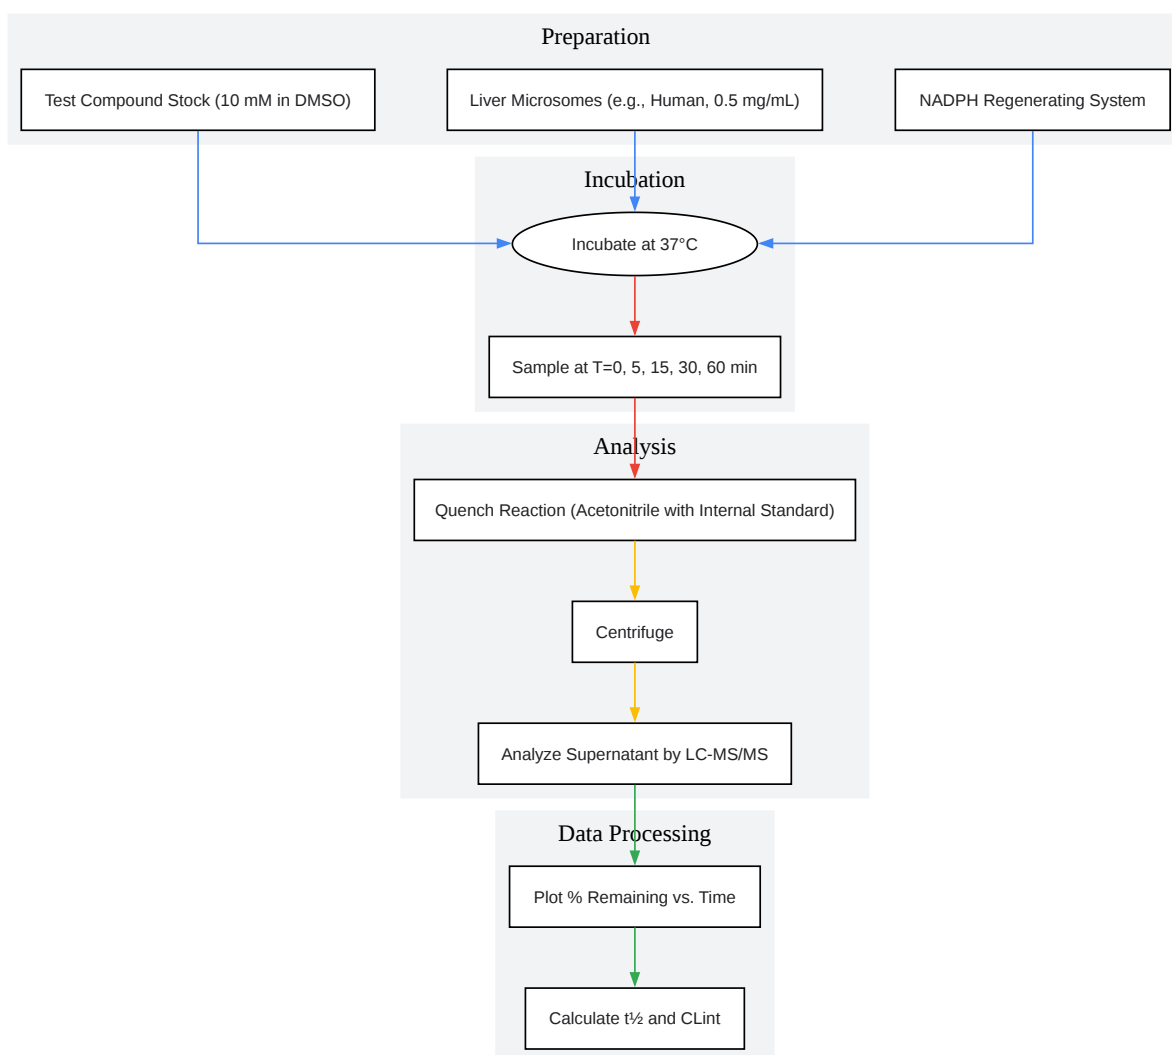 Preparation
Test Compound Stock (10 mM in DMSO)
Liver Microsomes (e.g., Human, 0.5 mg/mL)
NADPH Regenerating System
Incubation
Incubate at 37°C
Sample at T=0, 5, 15, 30, 60 min
Analysis
Quench Reaction (Acetonitrile with Internal Standard)
Centrifuge
Analyze Supernatant by LC-MS/MS
Data Processing
Plot % Remaining vs. Time
Calculate t½ and CLint